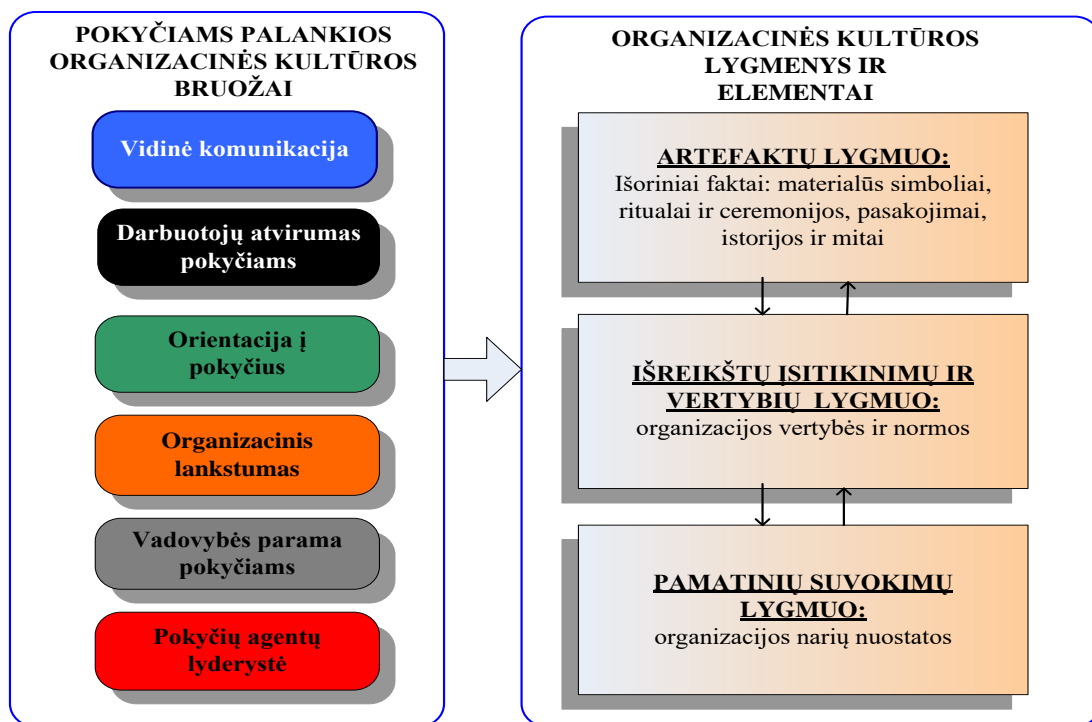 POKYČIAMS PALANKIOS
ORGANIZACINĖS KULTŪROS
BRUOŽAI
Vidinė komunikacija
Darbuotojų atvirumas
pokyčiams
Orientacija į
pokyčius
Organizacinis
lankstumas
Vadovybės parama
pokyčiams
Pokyčių agentų
lyderystė
ORGANIZACINĖS KULTŪROS
LYGMENYS IR
ELEMENTAI
ARTEFAKTŲ LYGMUO:
Išoriniai faktai: materialūs simboliai,
ritualai ir ceremonijos, pasakojimai,
istorijos ir mitai
IŠREIKŠTŲ ĮSITIKINIMŲ IR
VERTYBIŲ LYGMUO:
organizacijos vertybės ir normos
PAMATINIŲ SUVOKIMŲ
LYGMUO:
organizacijos narių nuostatos